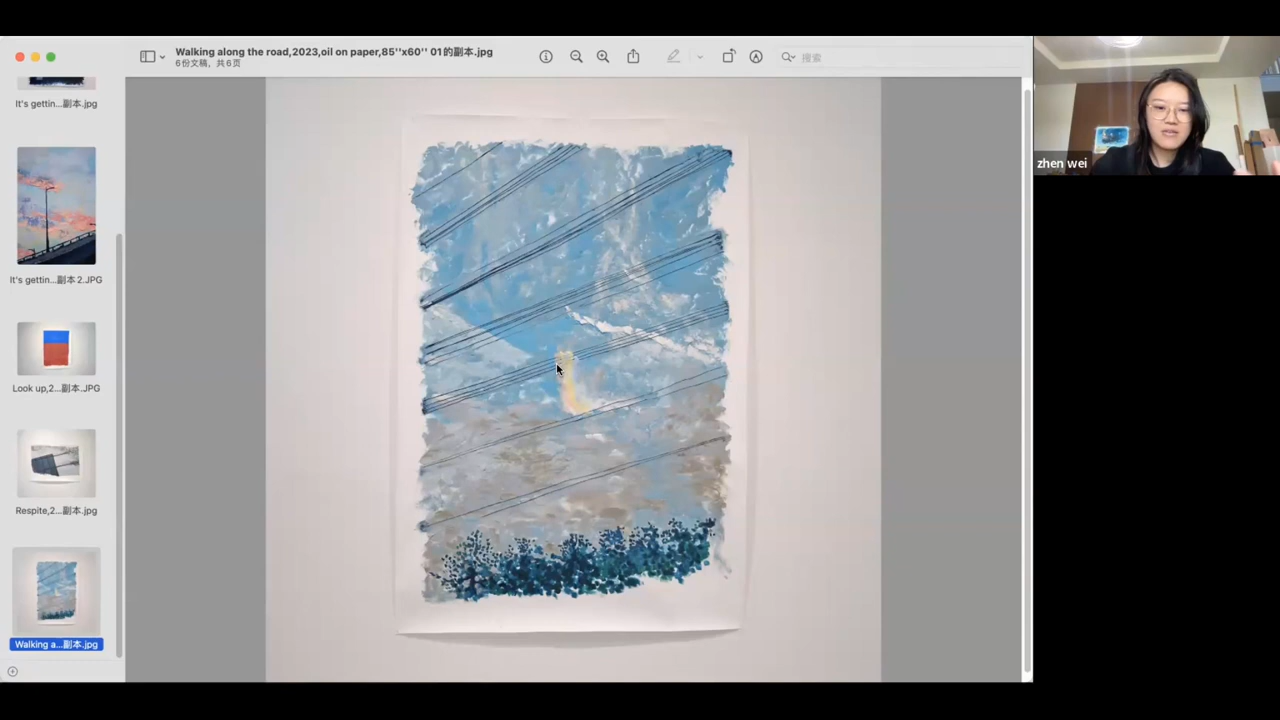 Walking along the road,2023,oil on paper,85''x60'' 01的副本.jpg
6份文稿，共6页
搜索
It's gettin...副本.jpg
It's gettin...副本 2.JPG
Look up,2...副本.JPG
Respite,2...副本.jpg
Walking a...副本.jpg
zhen wei